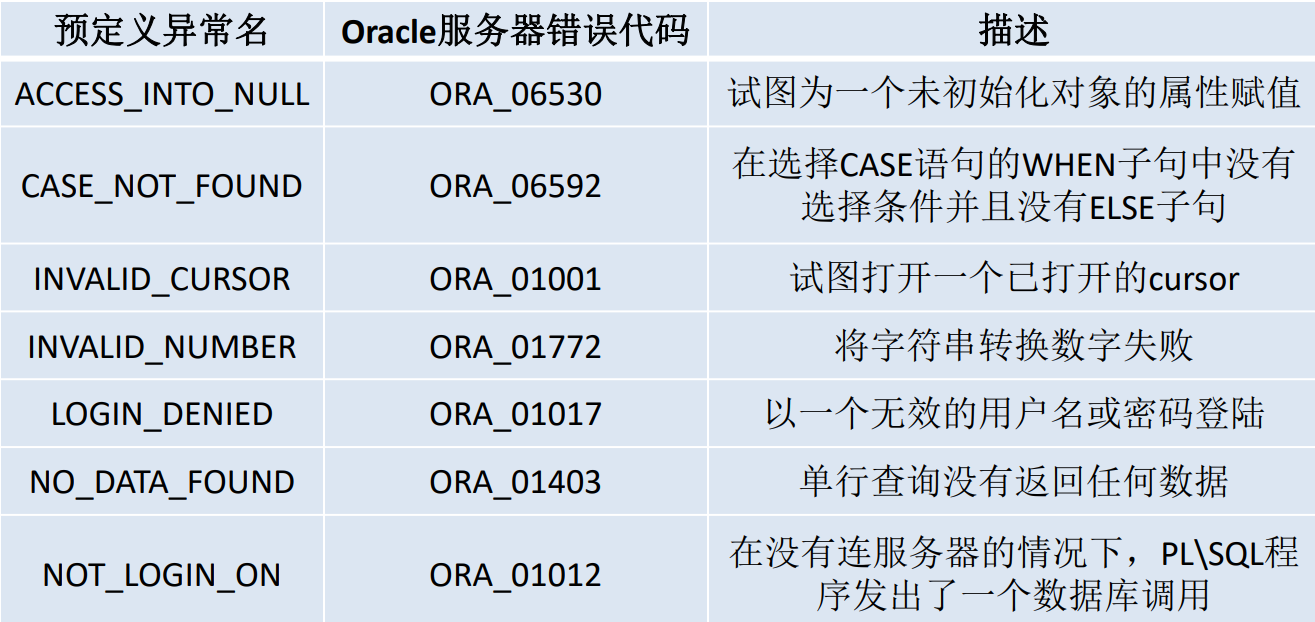 预定义异常名 Oracle服务器错误代码 描述
ACCESS_INTO_NULL ORA_06530 试图为一个未初始化对象的属性赋值
CASE_NOT_FOUND ORA_06592 在选择CASE语句的WHEN子句中没有
选择条件并且没有ELSE子句
INVALID_CURSOR ORA_01001 试图打开一个已打开的cursor
INVALID_NUMBER ORA_01772 将字符串转换数字失败
LOGIN_DENIED ORA_01017 以一个无效的用户名或密码登陆
NO_DATA_FOUND ORA_01403 单行查询没有返回任何数据
NOT_LOGIN_ON ORA_01012 在没有连服务器的情况下，PL\SQL程
序发出了一个数据库调用